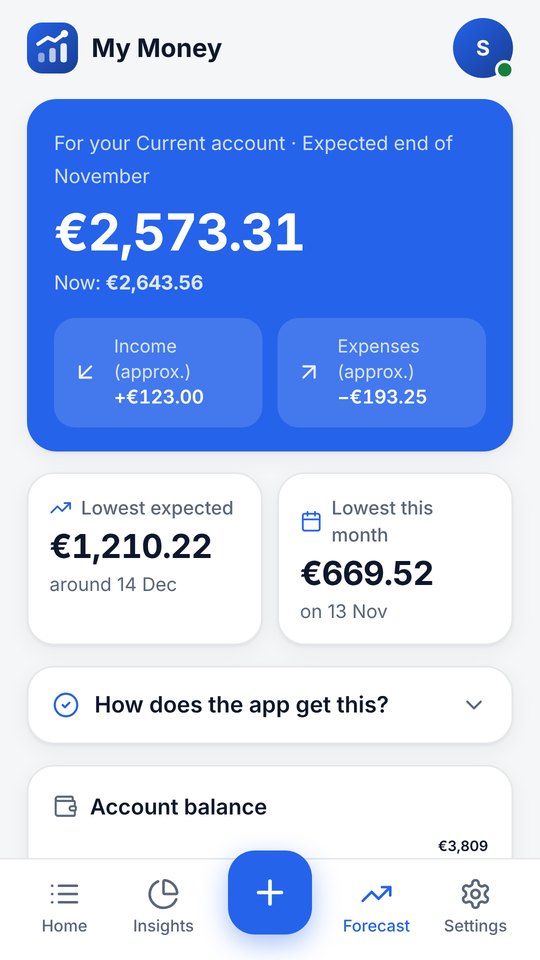 My Money
S
For your Current account · Expected end of
November
€2,573.31
Now: €2,643.56
Income
(approx.)
+€123.00
Expenses
(approx.)
−€193.25
Lowest expected
€1,210.22
around 14 Dec
Lowest this
month
€669.52
on 13 Nov
How does the app get this?
Account balance
€3,809
Home
Insights
Forecast
Settings